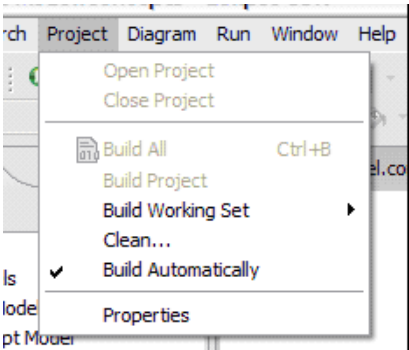 rch Project Diagram Run Window Help
Open Project
Close Project
Build All Ctrl+B
Build Project
el.co
Build Working Set
Clean...
Build Automatically
ls
Model
Properties
pt Model